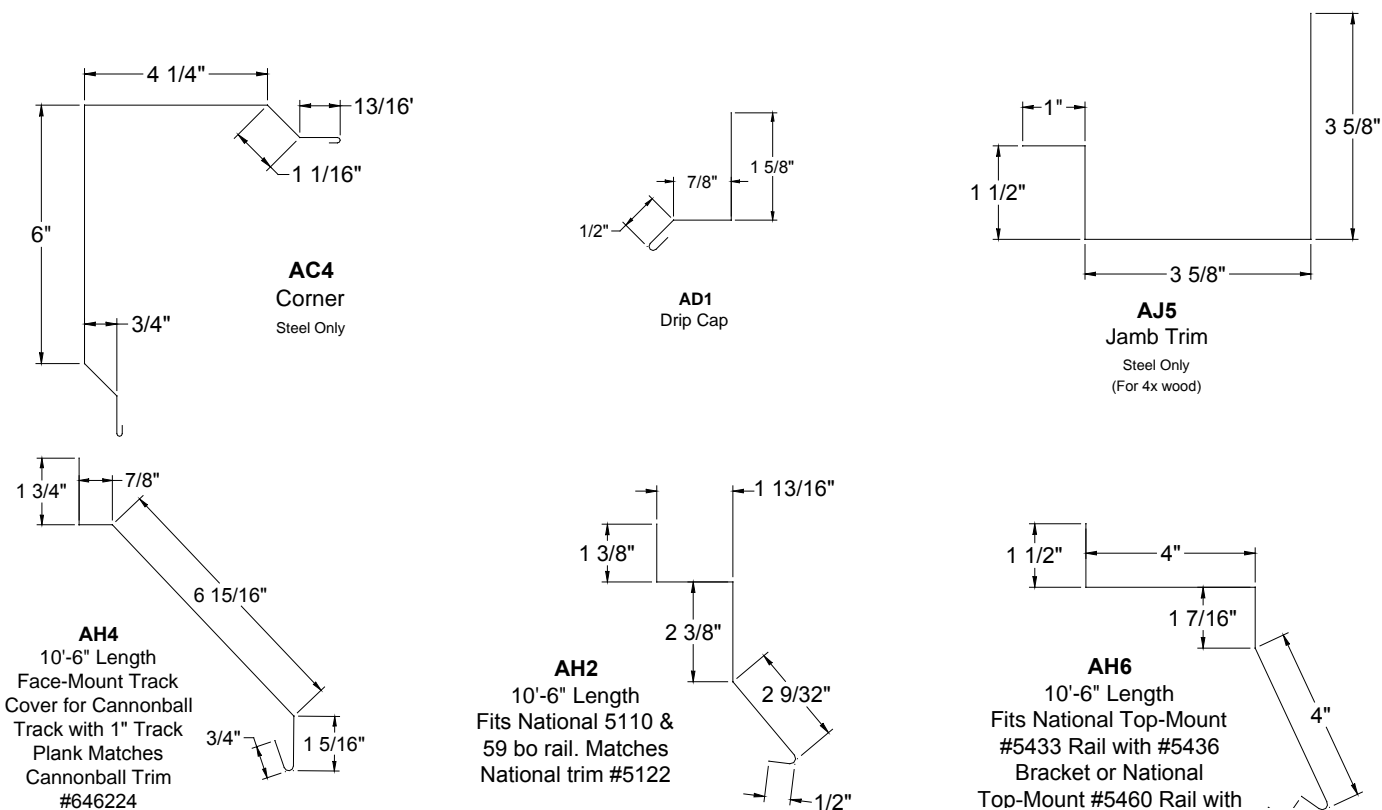 4 1/4"
13/16'
1 1/16"
6"
3/4"
AC4
Corner
Steel Only
1 5/8"
7/8"
1/2"
AD1
Drip Cap
1"
3 5/8"
1 1/2"
3 5/8"
AJ5
Jamb Trim
Steel Only
(For 4x wood)
1 3/4"
7/8"
6 15/16"
3/4"
1 5/16"
AH4
10'-6" Length
Face-Mount Track
Cover for Cannonball
Track with 1" Track
Plank Matches
Cannonball Trim
#646224
1 13/16"
1 3/8"
2 3/8"
2 9/32"
1/2"
AH2
10'-6" Length
Fits National 5110 &
59 bo rail. Matches
National trim #5122
1 1/2"
4"
1 7/16"
4"
AH6
10'-6" Length
Fits National Top-Mount
#5433 Rail with #5436
Bracket or National
Top-Mount #5460 Rail with